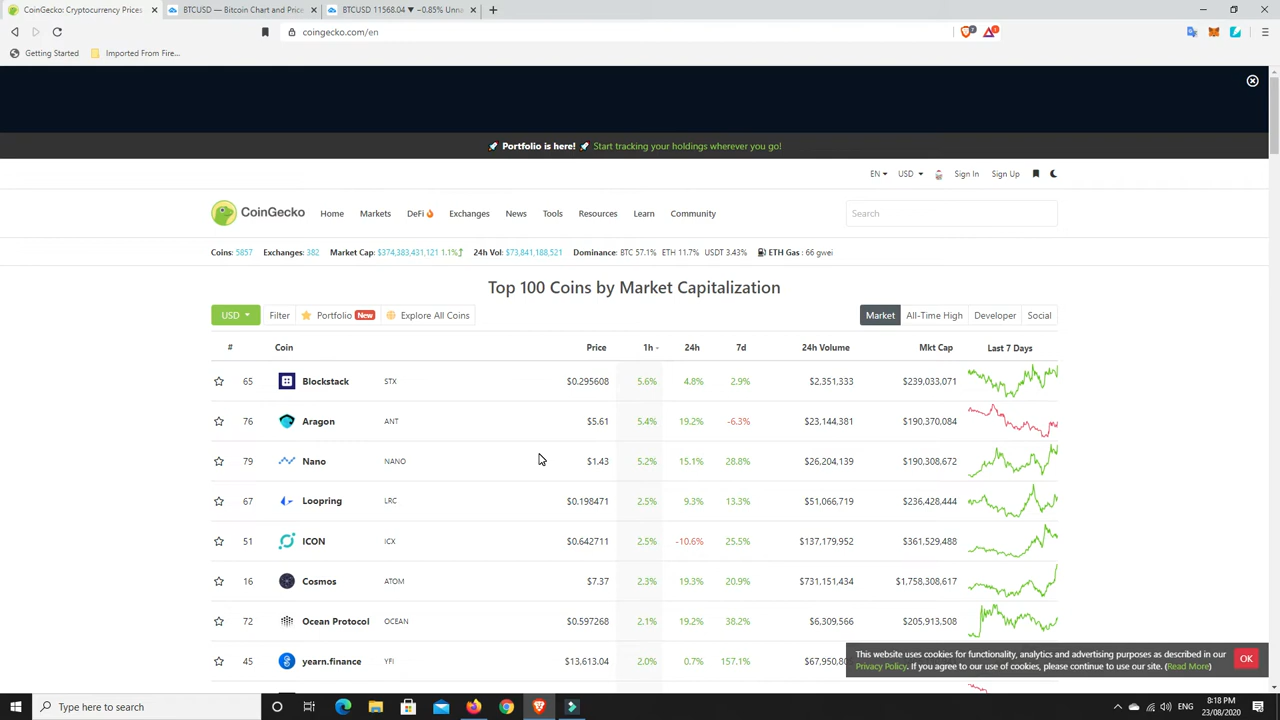 CoinGecko: Cryptocurrency Prices
BTCUSD — Bitcoin Chart and Price
BTCUSD 11568.04 ▼ −0.85% Unna
coingecko.com/en
Getting Started
Imported From Fire...
Portfolio is here! Start tracking your holdings wherever you go!
EN USD Sign In Sign Up
CoinGecko Home Markets DeFi Exchanges News Tools Resources Learn Community Search
Coins: 5857 Exchanges: 382 Market Cap: $374,383,431,121 1.1% 24h Vol: $73,841,188,521 Dominance: BTC 57.1% ETH 11.7% USDT 3.43% ETH Gas: 66 gwei
Top 100 Coins by Market Capitalization
USD Filter Portfolio New Explore All Coins Market All-Time High Developer Social
# Coin Price 1h 24h 7d 24h Volume Mkt Cap Last 7 Days
65 Blockstack STX $0.295608 5.6% 4.8% 2.9% $2,351,333 $239,033,071
76 Aragon ANT $5.61 5.4% 19.2% -6.3% $23,144,381 $190,370,084
79 Nano NANO $1.43 5.2% 15.1% 28.8% $26,204,139 $190,308,672
67 Loopring LRC $0.198471 2.5% 9.3% 13.3% $51,066,719 $236,428,444
51 ICON ICX $0.642711 2.5% -10.6% 25.5% $137,179,952 $361,529,488
16 Cosmos ATOM $7.37 2.3% 19.3% 20.9% $731,151,434 $1,758,308,617
72 Ocean Protocol OCEAN $0.597268 2.1% 19.2% 38.2% $6,309,566 $205,913,508
45 yearn.finance YFI $13,613.04 2.0% 0.7% 157.1% $67,950,8
This website uses cookies for functionality, analytics and advertising purposes as described in our
Privacy Policy. If you agree to our use of cookies, please continue to use our site. (Read More)
OK
Type here to search
ENG
8:18 PM
23/08/2020